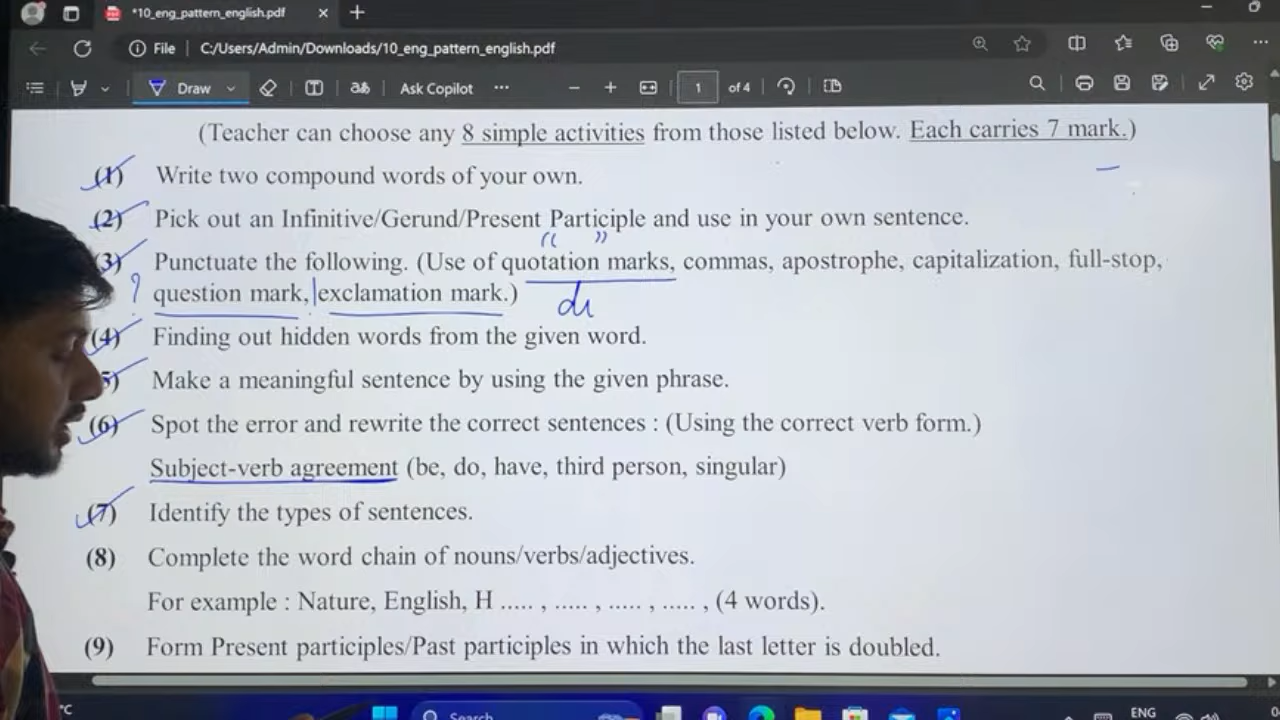 *10_eng_pattern_english.pdf
File C:/Users/Admin/Downloads/10_eng_pattern_english.pdf
Draw Ask Copilot 1 of 4
(Teacher can choose any 8 simple activities from those listed below. Each carries 7 mark.)
(1) Write two compound words of your own.
(2) Pick out an Infinitive/Gerund/Present Participle and use in your own sentence.
“ ”
(3) Punctuate the following. (Use of quotation marks, commas, apostrophe, capitalization, full-stop,
? question mark, exclamation mark.)
(4) Finding out hidden words from the given word.
5) Make a meaningful sentence by using the given phrase.
(6) Spot the error and rewrite the correct sentences : (Using the correct verb form.)
Subject-verb agreement (be, do, have, third person, singular)
(7) Identify the types of sentences.
(8) Complete the word chain of nouns/verbs/adjectives.
For example : Nature, English, H ..... , ..... , ..... , ..... , (4 words).
(9) Form Present participles/Past participles in which the last letter is doubled.
°C Search ENG